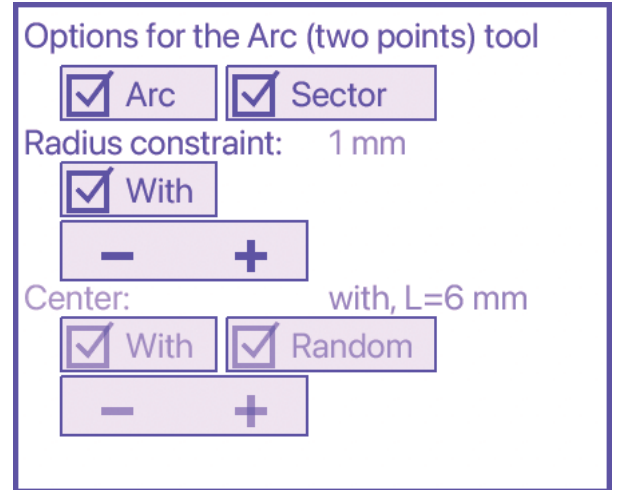 Options for the Arc (two points) tool
Arc Sector
Radius constraint: 1 mm
With
− +
Center: with, L=6 mm
With Random
− +